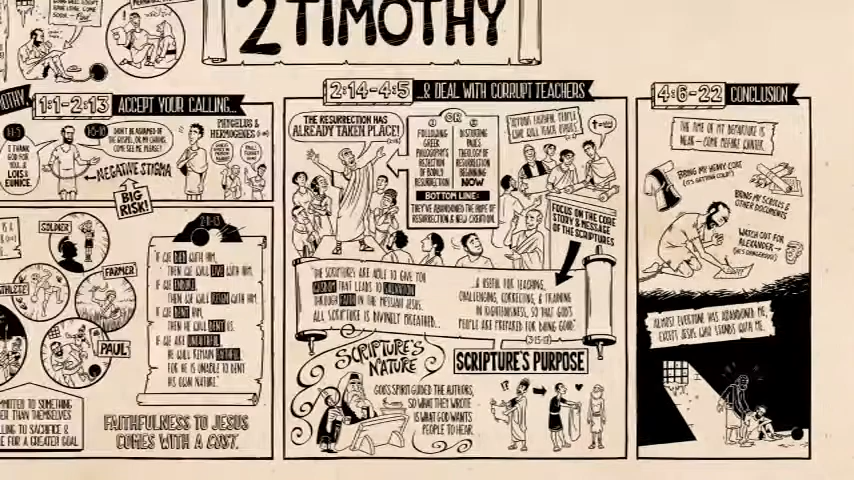 2 TIMOTHY
1:1-2:13 ACCEPT YOUR CALLING...
1:1-5
I THANK
GOD FOR
YOU...&
LOIS &
EUNICE.
DON'T BE ASHAMED OF
THE GOSPEL, OR MY CHAINS.
COME SEE ME, PLEASE!
NEGATIVE STIGMA
BIG
RISK!
PHYGELUS &
HERMOGENES
SOLDIER
ATHLETE
FARMER
PAUL
2:11-13
"IF WE DIED WITH HIM,
THEN WE WILL LIVE WITH HIM.
IF WE ENDURE,
THEN WE WILL REIGN WITH HIM.
IF WE DENY HIM,
THEN HE WILL DENY US.
IF WE ARE UNFAITHFUL,
HE WILL REMAIN FAITHFUL,
FOR HE IS UNABLE TO DENY
HIS OWN NATURE."
FAITHFULNESS TO JESUS
COMES WITH A COST.
2:14-4:5 ...& DEAL WITH CORRUPT TEACHERS
THE RESURRECTION HAS
ALREADY TAKEN PLACE!
OR
FOLLOWING
GREEK
PHILOSOPHY'S
REJECTION
OF BODILY
RESURRECTION
DISTORTING
PAUL'S
THEOLOGY OF
RESURRECTION
BEGINNING
NOW
BOTTOM LINE:
THEY'VE ABANDONED THE HOPE OF
RESURRECTION & NEW CREATION.
FOCUS ON THE CORE
STORY & MESSAGE
OF THE SCRIPTURES
"THE SCRIPTURES ARE ABLE TO GIVE YOU
WISDOM THAT LEADS TO SALVATION
THROUGH FAITH IN THE MESSIAH JESUS.
ALL SCRIPTURE IS DIVINELY BREATHED...
...& USEFUL FOR TEACHING,
CHALLENGING, CORRECTING, & TRAINING
IN RIGHTEOUSNESS, SO THAT GOD'S
PEOPLE ARE PREPARED FOR DOING GOOD."
SCRIPTURE'S
NATURE
GOD'S SPIRIT GUIDED THE AUTHORS,
SO WHAT THEY WROTE
IS WHAT GOD WANTS
PEOPLE TO HEAR.
SCRIPTURE'S PURPOSE
4:6-22 CONCLUSION
THE TIME OF MY DEPARTURE IS
NEAR — COME BEFORE WINTER.
BRING MY HEAVY COAT
(IT'S GETTING COLD!)
BRING MY SCROLLS &
OTHER DOCUMENTS
WATCH OUT FOR
ALEXANDER
(HE'S DANGEROUS)
ALMOST EVERYONE HAS ABANDONED ME,
EXCEPT JESUS WHO STANDS WITH ME.